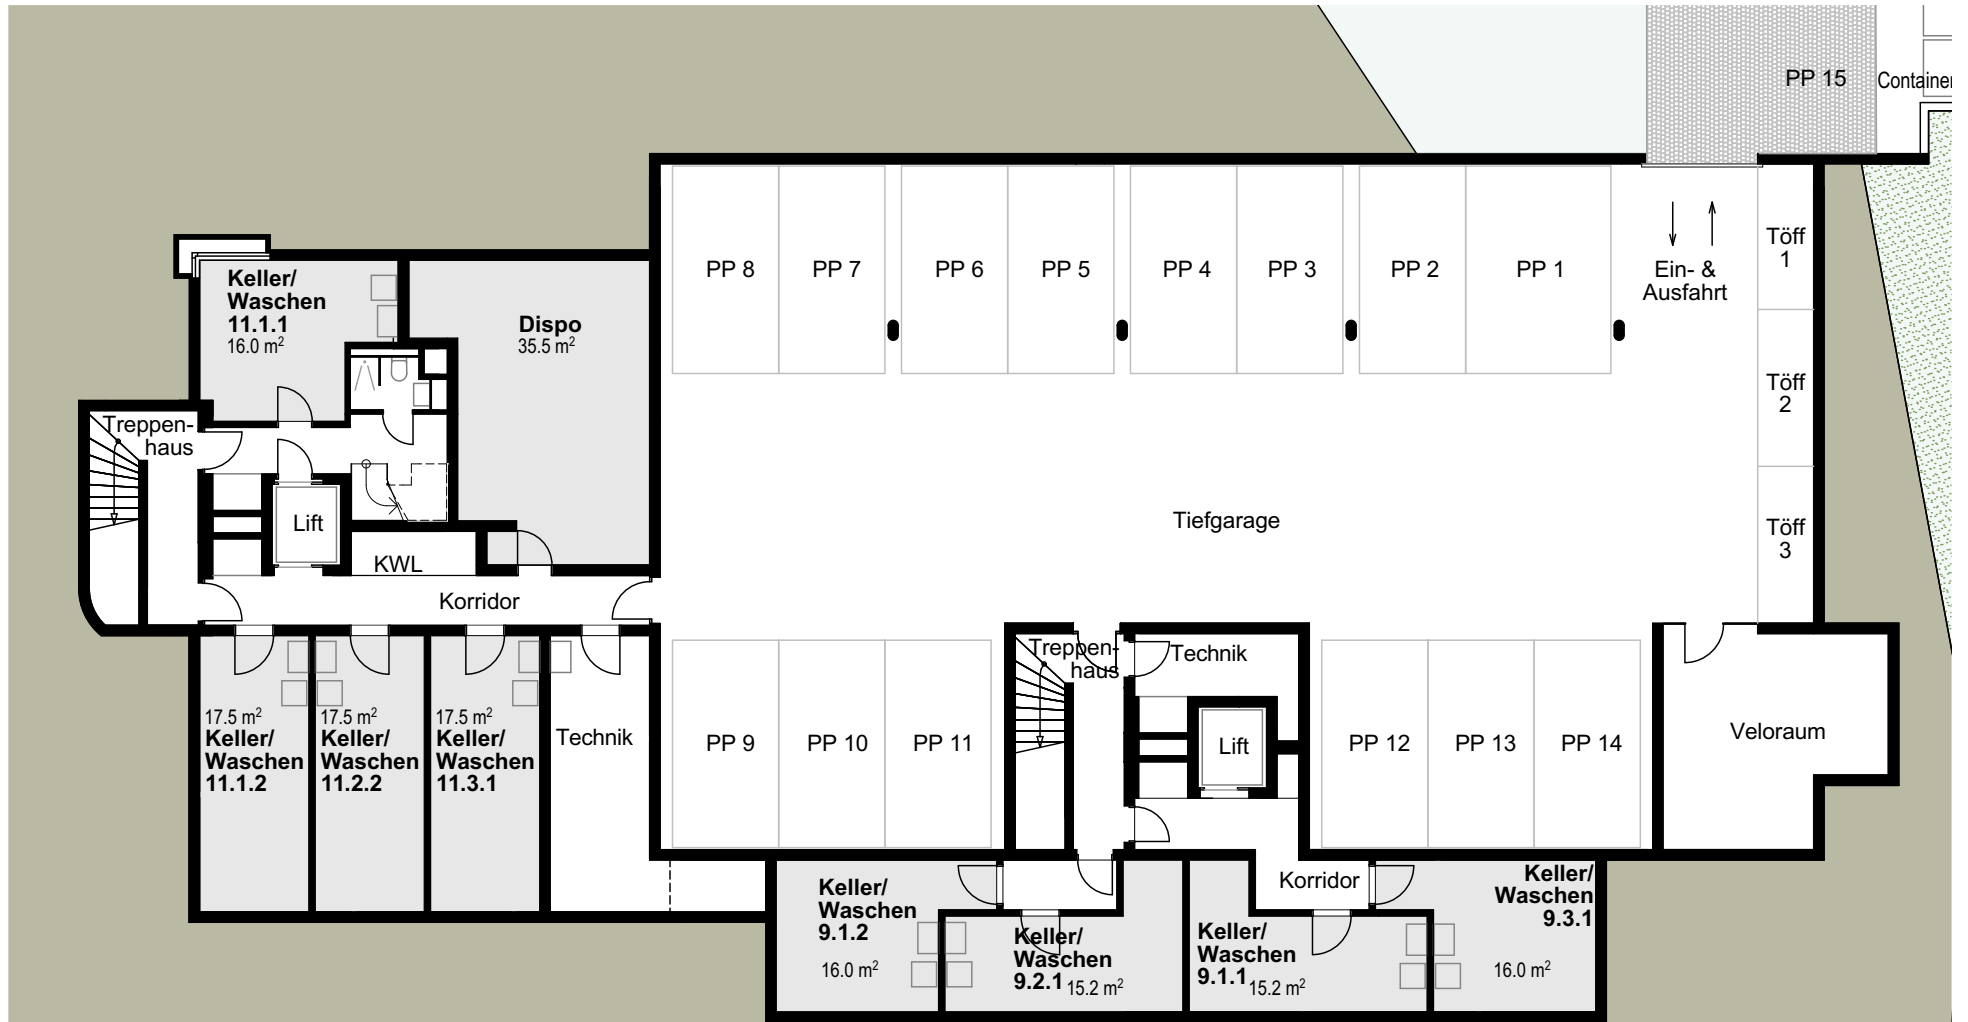 PP 15
Container
PP 8
PP 7
PP 6
PP 5
PP 4
PP 3
PP 2
PP 1
Ein- &
Ausfahrt
Töff
1
Töff
2
Töff
3
Keller/
Waschen
11.1.1
16.0 m²
Dispo
35.5 m²
Treppen-
haus
Lift
KWL
Korridor
Tiefgarage
17.5 m²
Keller/
Waschen
11.1.2
17.5 m²
Keller/
Waschen
11.2.2
17.5 m²
Keller/
Waschen
11.3.1
Technik
PP 9
PP 10
PP 11
Treppen-
haus
Technik
Lift
PP 12
PP 13
PP 14
Veloraum
Keller/
Waschen
9.1.2
16.0 m²
Keller/
Waschen
9.2.1 15.2 m²
Korridor
Keller/
Waschen
9.1.1 15.2 m²
Keller/
Waschen
9.3.1
16.0 m²